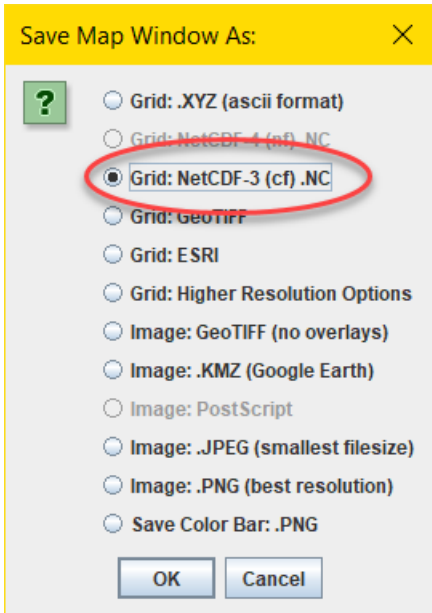 Save Map Window As:
?
Grid: .XYZ (ascii format)
Grid: NetCDF-4 (nf) .NC
Grid: NetCDF-3 (cf) .NC
Grid: GeoTIFF
Grid: ESRI
Grid: Higher Resolution Options
Image: GeoTIFF (no overlays)
Image: .KMZ (Google Earth)
Image: PostScript
Image: .JPEG (smallest filesize)
Image: .PNG (best resolution)
Save Color Bar: .PNG
OK Cancel